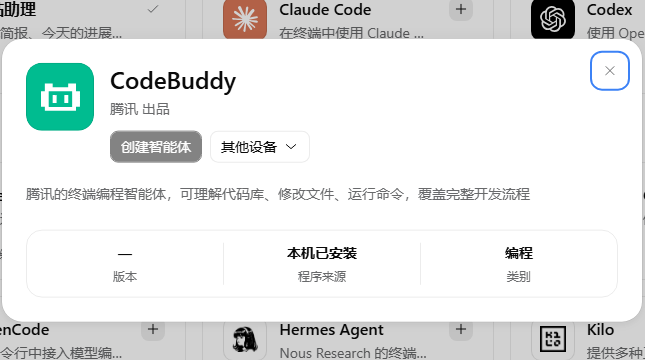 占助理
简报、今天的进展...
Claude Code
在终端中使用 Claude ...
Codex
使用 Open
CodeBuddy
腾讯 出品
创建智能体
其他设备
腾讯的终端编程智能体，可理解代码库、修改文件、运行命令，覆盖完整开发流程
—
版本
本机已安装
程序来源
编程
类别
enCode
令行中接入模型编...
Hermes Agent
Nous Research 的终端...
Kilo
提供多种